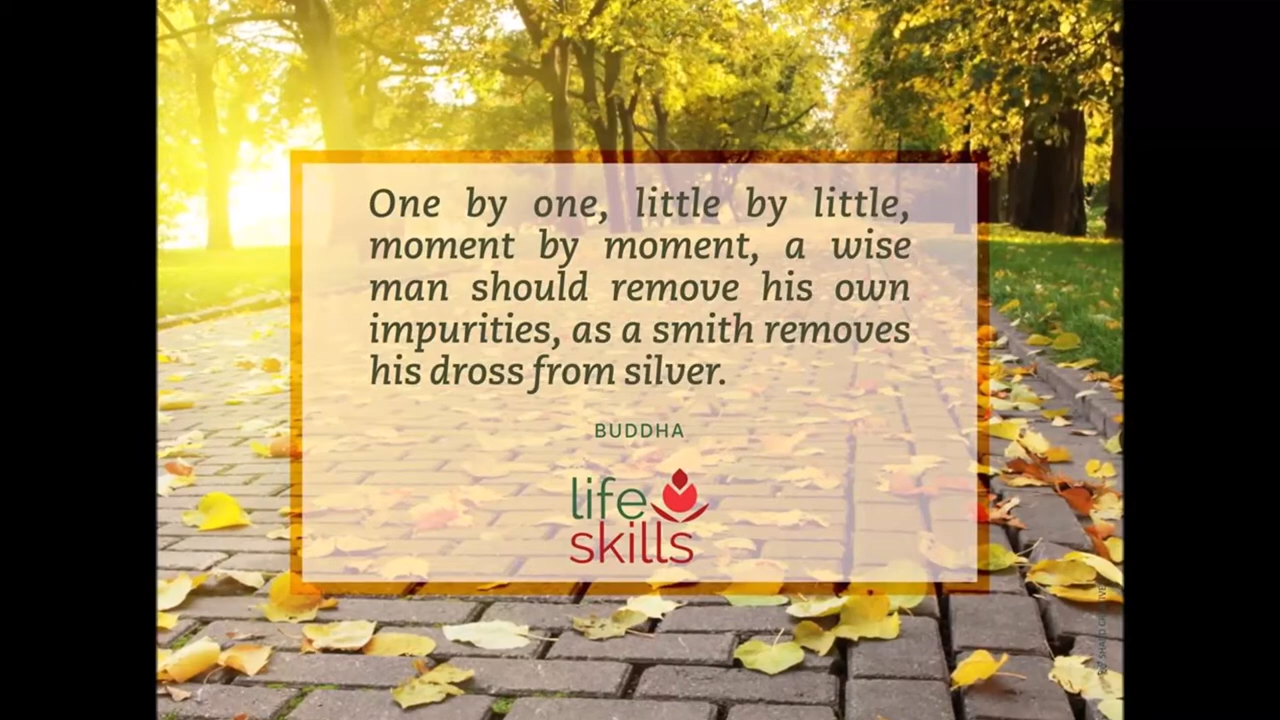 One by one, little by little,
moment by moment, a wise
man should remove his own
impurities, as a smith removes
his dross from silver.
BUDDHA
life
skills